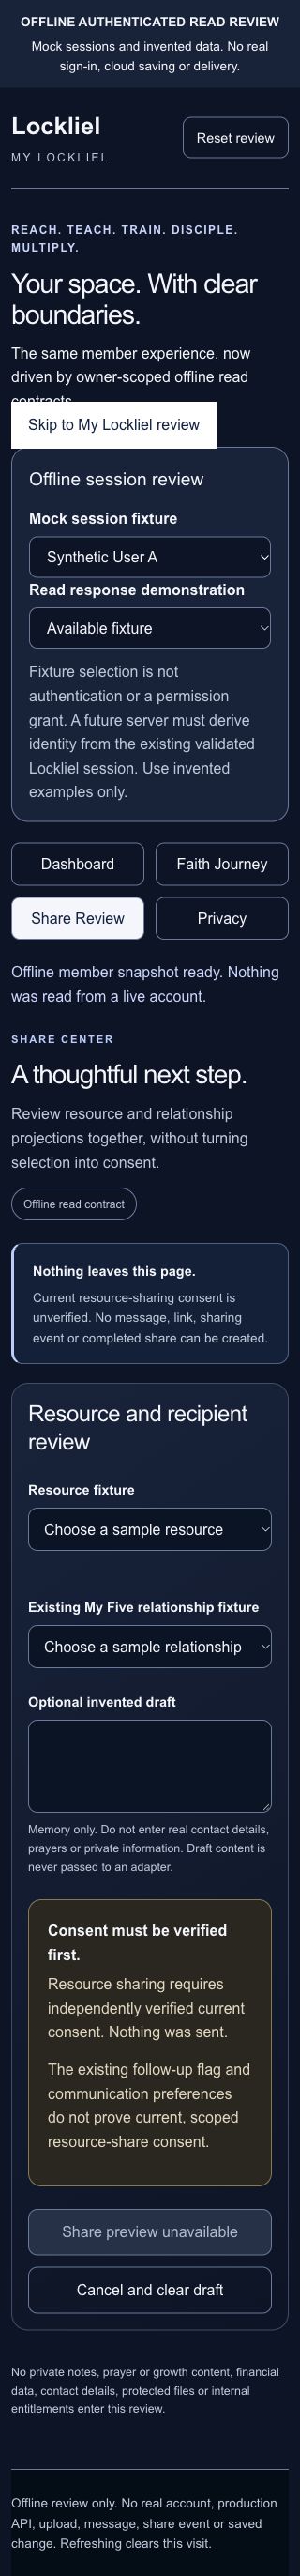 OFFLINE AUTHENTICATED READ REVIEW
Mock sessions and invented data. No real
sign-in, cloud saving or delivery.
Lockliel
MY LOCKLIEL
Reset review
REACH. TEACH. TRAIN. DISCIPLE.
MULTIPLY.
Your space. With clear
boundaries.
The same member experience, now
driven by owner-scoped offline read
contracts.
Skip to My Lockliel review
Offline session review
Mock session fixture
Synthetic User A
Read response demonstration
Available fixture
Fixture selection is not
authentication or a permission
grant. A future server must derive
identity from the existing validated
Lockliel session. Use invented
examples only.
Dashboard
Faith Journey
Share Review
Privacy
Offline member snapshot ready. Nothing
was read from a live account.
SHARE CENTER
A thoughtful next step.
Review resource and relationship
projections together, without turning
selection into consent.
Offline read contract
Nothing leaves this page.
Current resource-sharing consent is
unverified. No message, link, sharing
event or completed share can be created.
Resource and recipient
review
Resource fixture
Choose a sample resource
Existing My Five relationship fixture
Choose a sample relationship
Optional invented draft
Memory only. Do not enter real contact details,
prayers or private information. Draft content is
never passed to an adapter.
Consent must be verified
first.
Resource sharing requires
independently verified current
consent. Nothing was sent.
The existing follow-up flag and
communication preferences
do not prove current, scoped
resource-share consent.
Share preview unavailable
Cancel and clear draft
No private notes, prayer or growth content, financial
data, contact details, protected files or internal
entitlements enter this review.
Offline review only. No real account, production
API, upload, message, share event or saved
change. Refreshing clears this visit.